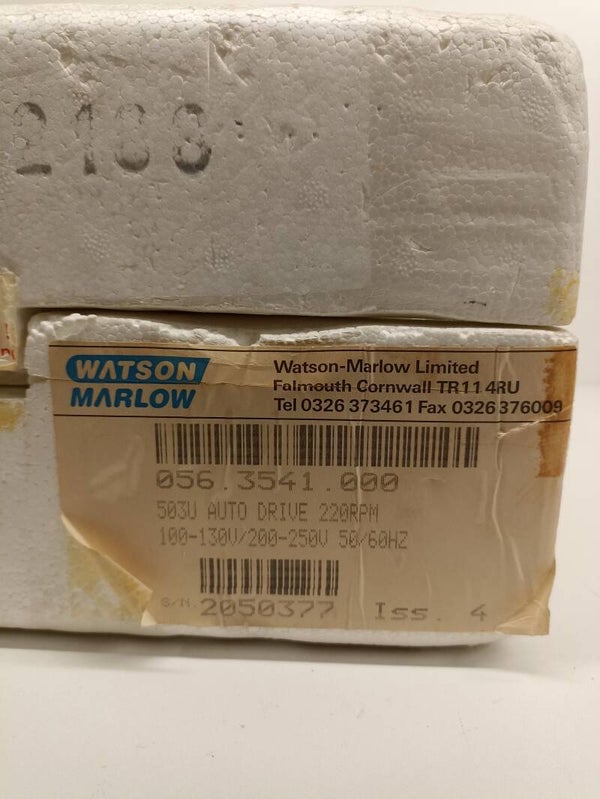 2108
WATSON
MARLOW
Watson-Marlow Limited
Falmouth Cornwall TR11 4RU
Tel 0326 373461 Fax 0326 376009
056.3541.000
503U AUTO DRIVE 220RPM
100-130V/200-250V 50/60HZ
S/N. 2050377 Iss. 4